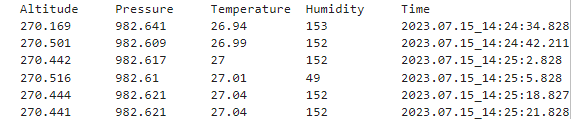 Altitude Pressure Temperature Humidity Time
270.169 982.641 26.94 153 2023.07.15_14:24:34.828
270.501 982.609 26.99 152 2023.07.15_14:24:42.211
270.442 982.617 27 152 2023.07.15_14:25:2.828
270.516 982.61 27.01 49 2023.07.15_14:25:5.828
270.444 982.621 27.04 152 2023.07.15_14:25:18.827
270.441 982.621 27.04 152 2023.07.15_14:25:21.828